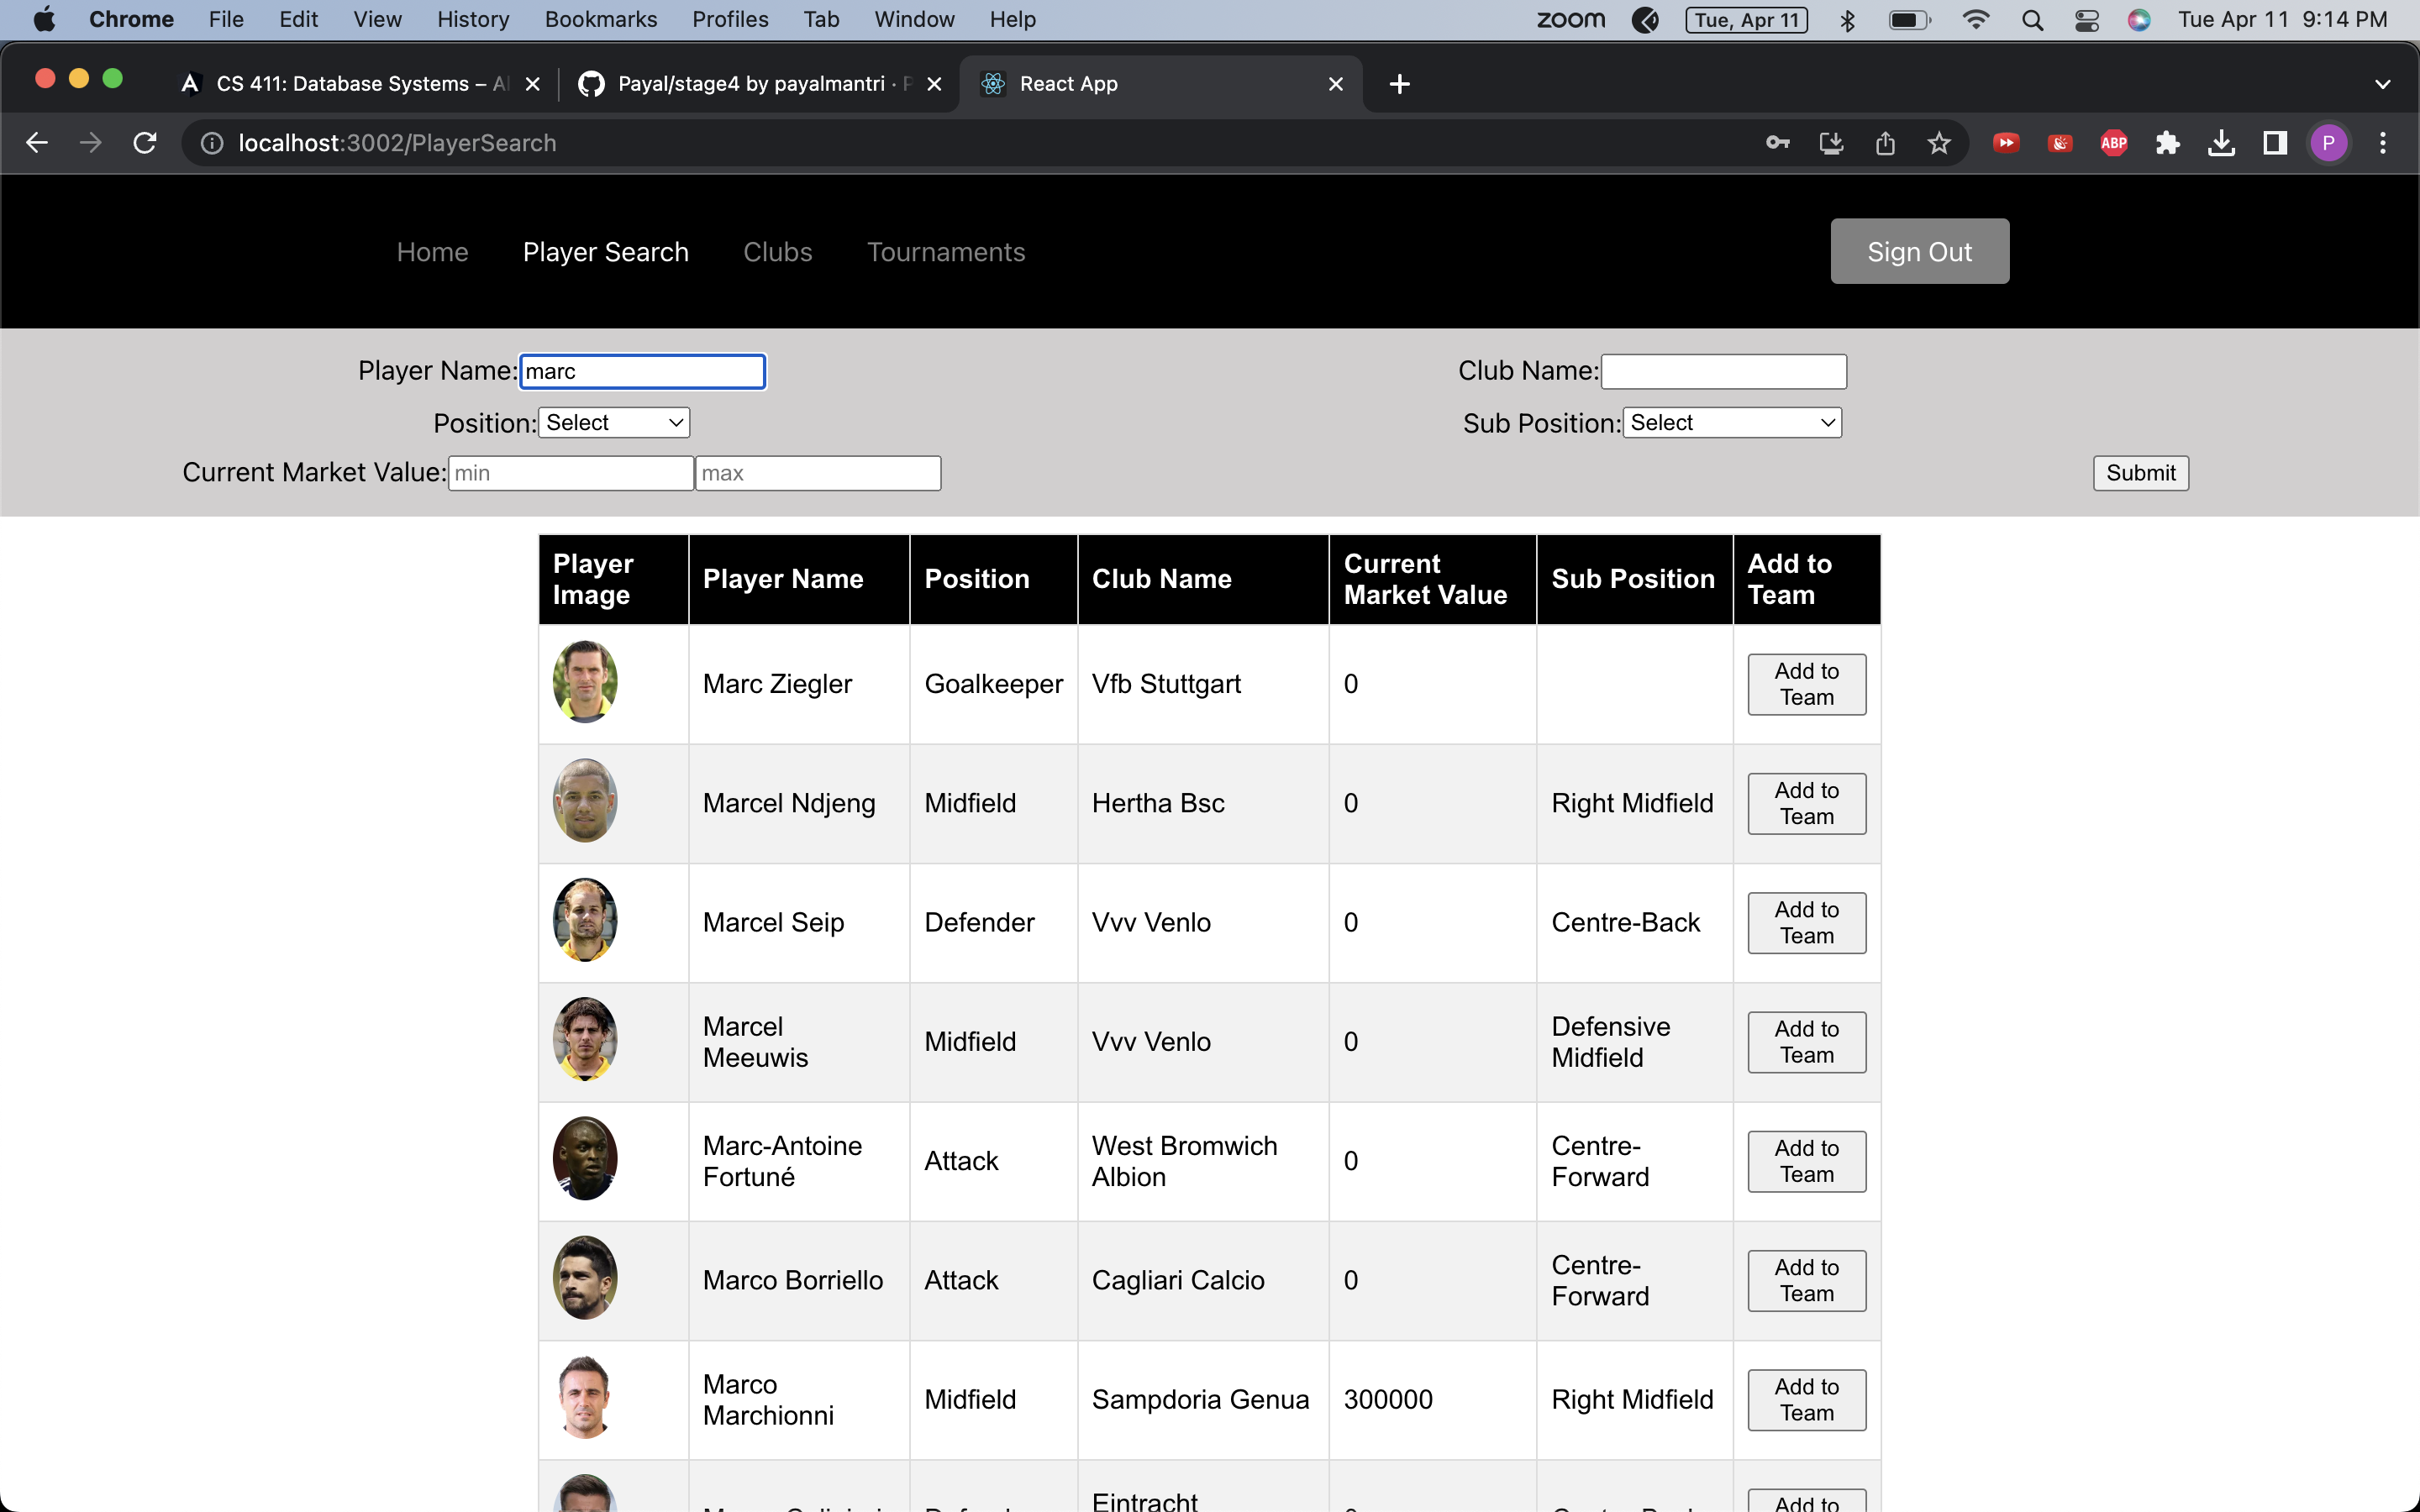 Chrome File Edit View History Bookmarks Profiles Tab Window Help zoom Tue, Apr 11 Tue Apr 11 9:14 PM
CS 411: Database Systems – Payal/stage4 by payalmantri · React App
localhost:3002/PlayerSearch ABP P
Home Player Search Clubs Tournaments Sign Out
Player Name: marc Club Name:
Position: Select Sub Position: Select
Current Market Value: min max Submit
Player Image Player Name Position Club Name Current Market Value Sub Position Add to Team
Marc Ziegler Goalkeeper Vfb Stuttgart 0 Add to Team
Marcel Ndjeng Midfield Hertha Bsc 0 Right Midfield Add to Team
Marcel Seip Defender Vvv Venlo 0 Centre-Back Add to Team
Marcel Meeuwis Midfield Vvv Venlo 0 Defensive Midfield Add to Team
Marc-Antoine Fortuné Attack West Bromwich Albion 0 Centre-Forward Add to Team
Marco Borriello Attack Cagliari Calcio 0 Centre-Forward Add to Team
Marco Marchionni Midfield Sampdoria Genua 300000 Right Midfield Add to Team
Eintracht Add to